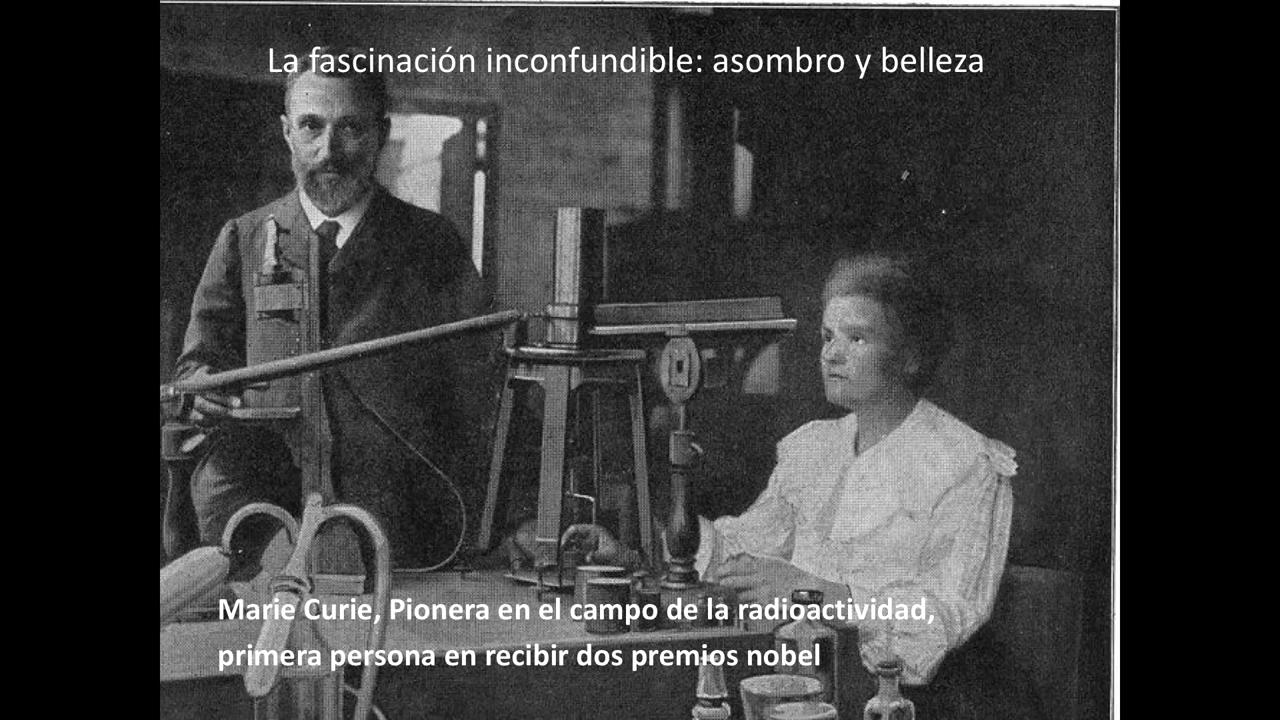 La fascinación inconfundible: asombro y belleza
Marie Curie, Pionera en el campo de la radioactividad,
primera persona en recibir dos premios nobel